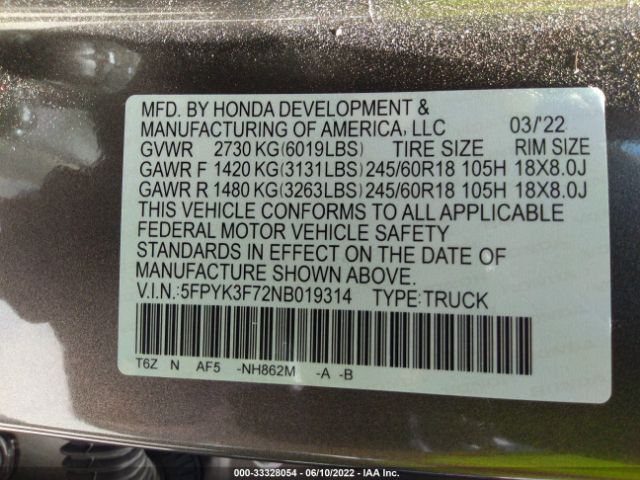 MFD. BY HONDA DEVELOPMENT &
MANUFACTURING OF AMERICA, LLC 03/'22
GVWR 2730 KG(6019LBS) TIRE SIZE RIM SIZE
GAWR F 1420 KG(3131LBS) 245/60R18 105H 18X8.0J
GAWR R 1480 KG(3263LBS) 245/60R18 105H 18X8.0J
THIS VEHICLE CONFORMS TO ALL APPLICABLE
FEDERAL MOTOR VEHICLE SAFETY
STANDARDS IN EFFECT ON THE DATE OF
MANUFACTURE SHOWN ABOVE.
V.I.N.:5FPYK3F72NB019314 TYPE:TRUCK
T6Z N AF5 -NH862M -A -B
000-33328054 - 06/10/2022 - IAA Inc.